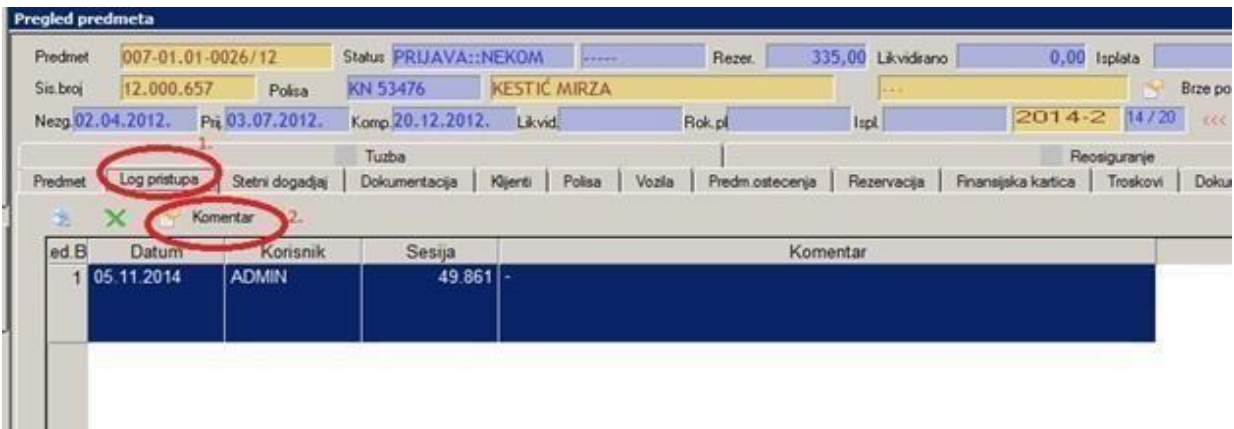 Pregled predmeta
Predmet 007-01.01-0026/12 Status PRIJAVA::NEKOM ----- Rezer. 335,00 Likvidirano 0,00 Isplata
Sis.broj 12.000.657 Polisa KN 53476 KESTIĆ MIRZA --- Brze po
Nezg. 02.04.2012. Prij. 03.07.2012. Komp. 20.12.2012. Likvid. Rok.pl Ispl. 2014-2 14 / 20 <<<
1.
Tuzba Reosiguranje
Predmet Log pristupa Stetni dogadjaj Dokumentacija Klijenti Polisa Vozila Predm.ostecenja Rezervacija Finansijska kartica Troskovi Doku
Komentar 2.
ed.B Datum Korisnik Sesija Komentar
1 05.11.2014 ADMIN 49.861 -